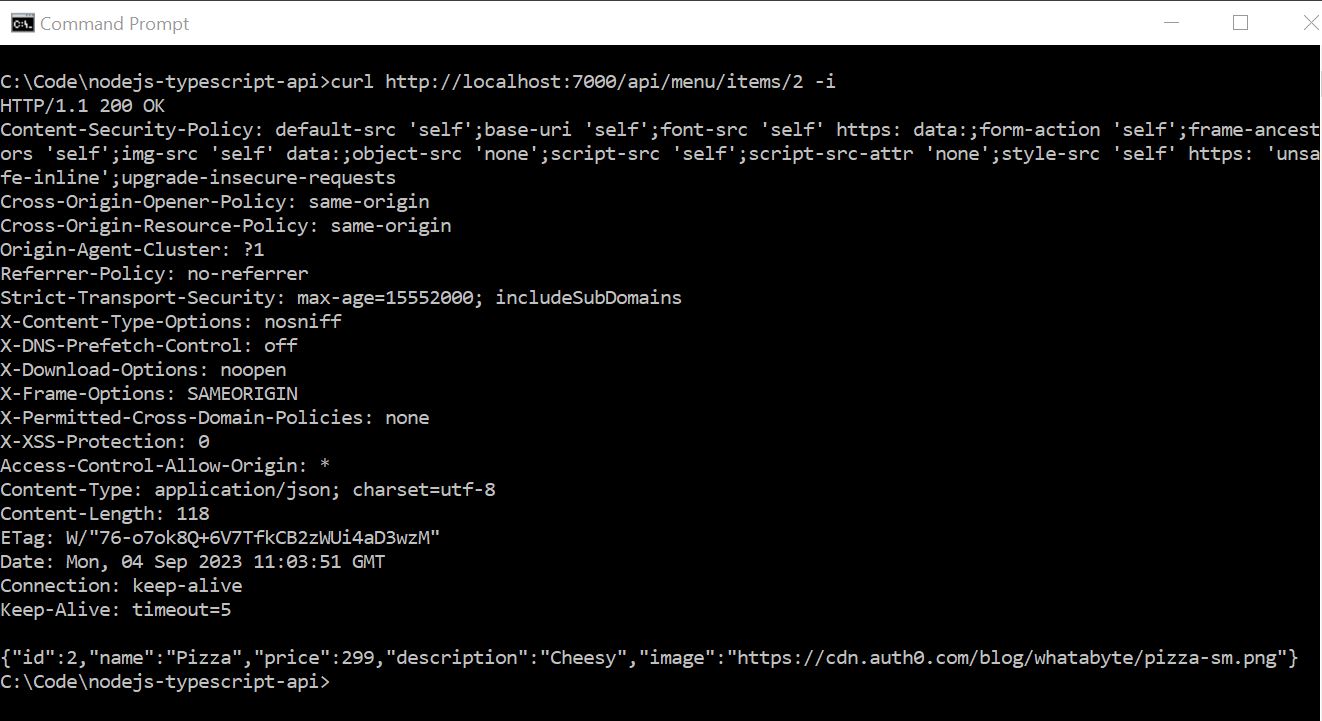 Command Prompt
C:\Code\nodejs-typescript-api>curl http://localhost:7000/api/menu/items/2 -i
HTTP/1.1 200 OK
Content-Security-Policy: default-src 'self';base-uri 'self';font-src 'self' https: data:;form-action 'self';frame-ancest
ors 'self';img-src 'self' data:;object-src 'none';script-src 'self';script-src-attr 'none';style-src 'self' https: 'unsa
fe-inline';upgrade-insecure-requests
Cross-Origin-Opener-Policy: same-origin
Cross-Origin-Resource-Policy: same-origin
Origin-Agent-Cluster: ?1
Referrer-Policy: no-referrer
Strict-Transport-Security: max-age=15552000; includeSubDomains
X-Content-Type-Options: nosniff
X-DNS-Prefetch-Control: off
X-Download-Options: noopen
X-Frame-Options: SAMEORIGIN
X-Permitted-Cross-Domain-Policies: none
X-XSS-Protection: 0
Access-Control-Allow-Origin: *
Content-Type: application/json; charset=utf-8
Content-Length: 118
ETag: W/"76-o7ok8Q+6V7TfkCB2zWUi4aD3wzM"
Date: Mon, 04 Sep 2023 11:03:51 GMT
Connection: keep-alive
Keep-Alive: timeout=5
{"id":2,"name":"Pizza","price":299,"description":"Cheesy","image":"https://cdn.auth0.com/blog/whatabyte/pizza-sm.png"}
C:\Code\nodejs-typescript-api>